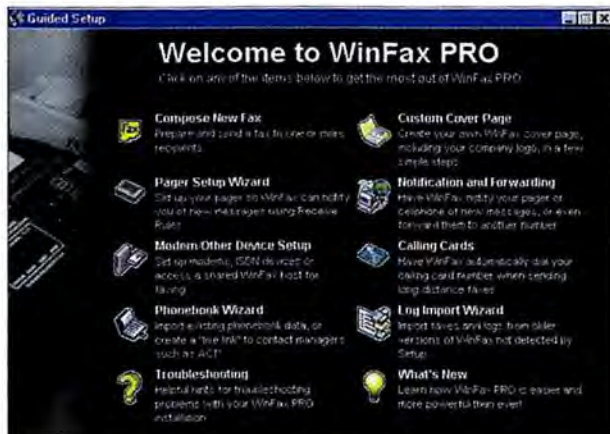 Guided Setup
Welcome to WinFax PRO
Click on any of the items below to get the most out of WinFax PRO
Compose New Fax
Prepare and send a fax to one or more
recipients
Pager Setup Wizard
Set up your pager so WinFax can notify
you of new messages using Receive
Rules
Modem/Other Device Setup
Set up modems, ISDN devices or
access a shared WinFax host for
faxing
Phonebook Wizard
Import existing phonebook data, or
create a "live link" to contact managers
such as ACT!
Troubleshooting
Helpful hints for troubleshooting
problems with your WinFax PRO
installation
Custom Cover Page
Create your own WinFax cover page,
including your company logo, in a few
simple steps
Notification and Forwarding
Have WinFax notify your pager or
cellphone of new messages, or even
forward them to another number
Calling Cards
Have WinFax automatically dial your
calling card number when sending
long distance faxes
Log Import Wizard
Import faxes and logs from older
versions of WinFax not detected by
Setup
What's New
Learn how WinFax PRO is easier and
more powerful than ever!